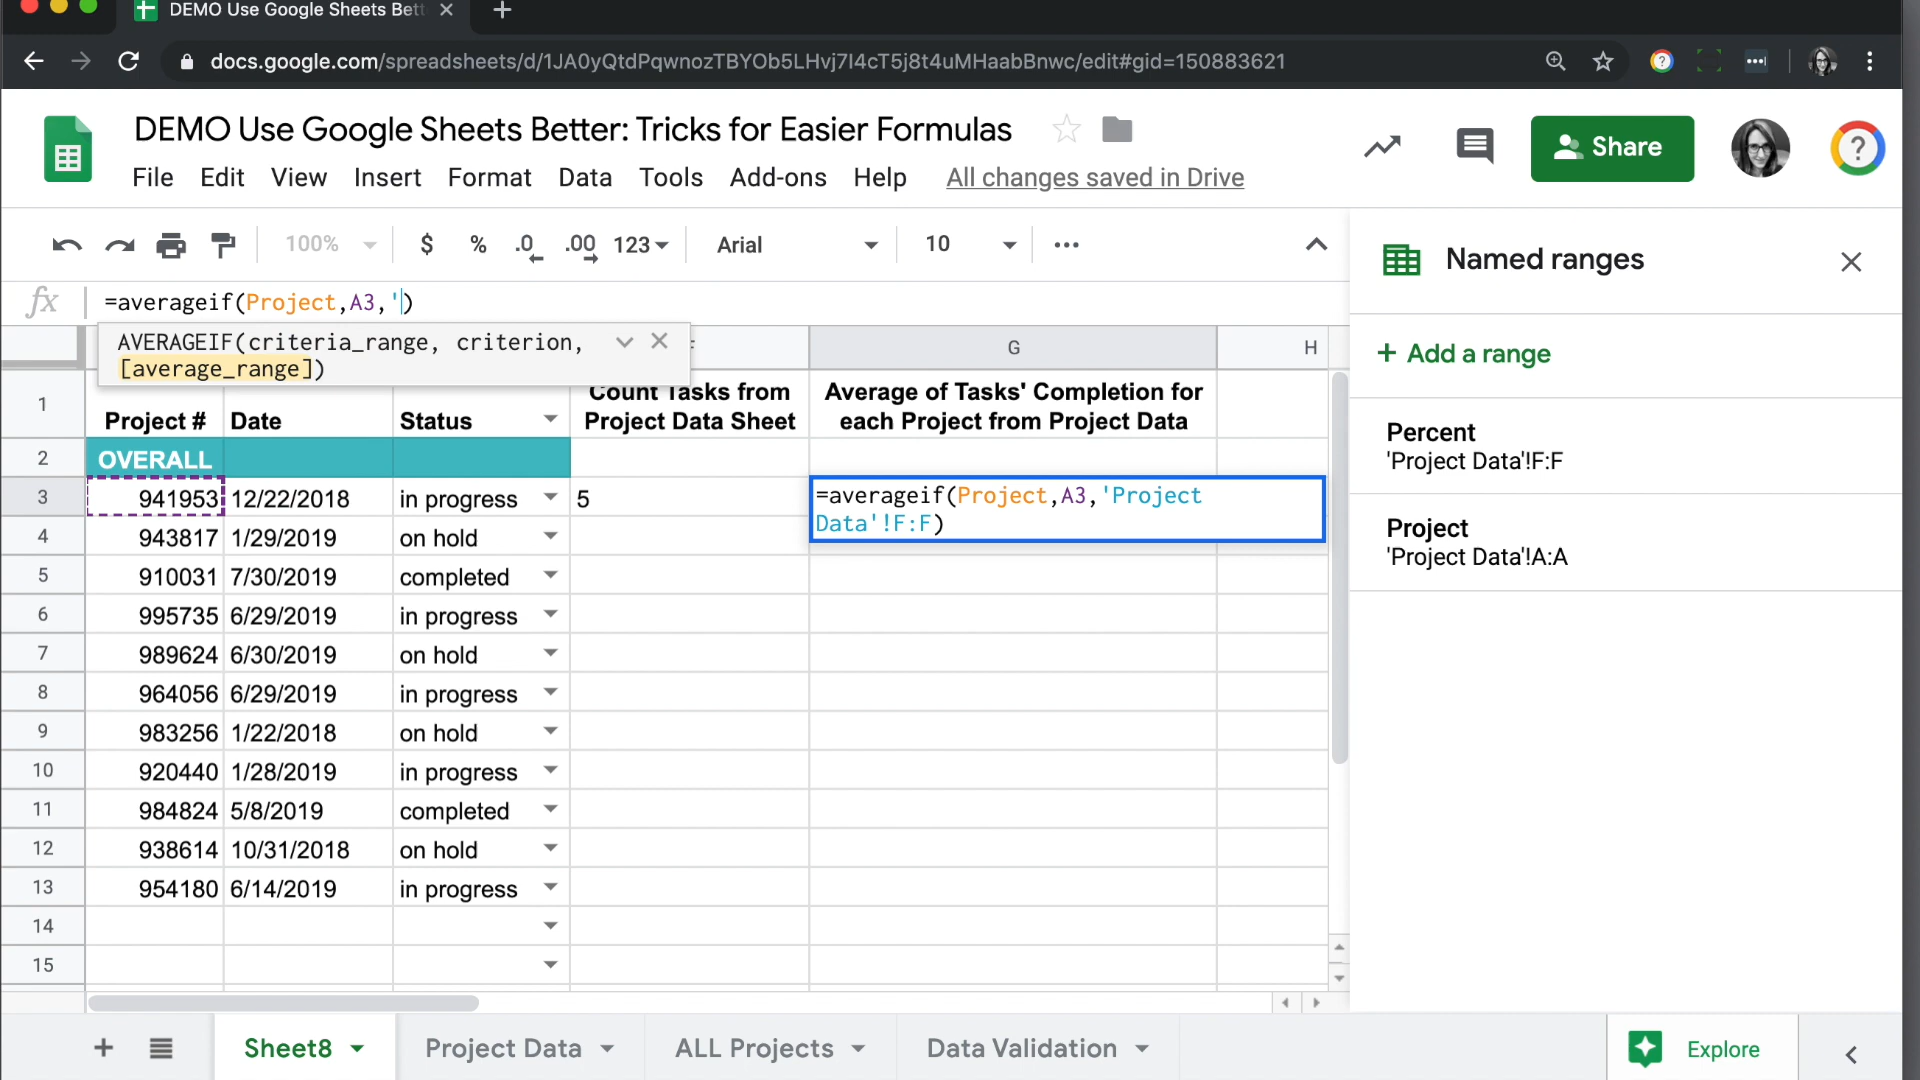 DEMO Use Google Sheets Bett
docs.google.com/spreadsheets/d/1JA0yQtdPqwnozTBYOb5LHvj7I4cT5j8t4uMHaabBnwc/edit#gid=150883621
DEMO Use Google Sheets Better: Tricks for Easier Formulas
Share
File Edit View Insert Format Data Tools Add-ons Help All changes saved in Drive
100% $ % .0 .00 123 Arial 10
Named ranges
fx =averageif(Project,A3,')
AVERAGEIF(criteria_range, criterion,
[average_range])
G H
+ Add a range
1 Project # Date Status Count Tasks from
Project Data Sheet
Average of Tasks' Completion for
each Project from Project Data
Percent
'Project Data'!F:F
2 OVERALL
3 941953 12/22/2018 in progress 5
=averageif(Project,A3,'Project
Data'!F:F)
Project
'Project Data'!A:A
4 943817 1/29/2019 on hold
5 910031 7/30/2019 completed
6 995735 6/29/2019 in progress
7 989624 6/30/2019 on hold
8 964056 6/29/2019 in progress
9 983256 1/22/2018 on hold
10 920440 1/28/2019 in progress
11 984824 5/8/2019 completed
12 938614 10/31/2018 on hold
13 954180 6/14/2019 in progress
14
15
Sheet8 Project Data ALL Projects Data Validation Explore